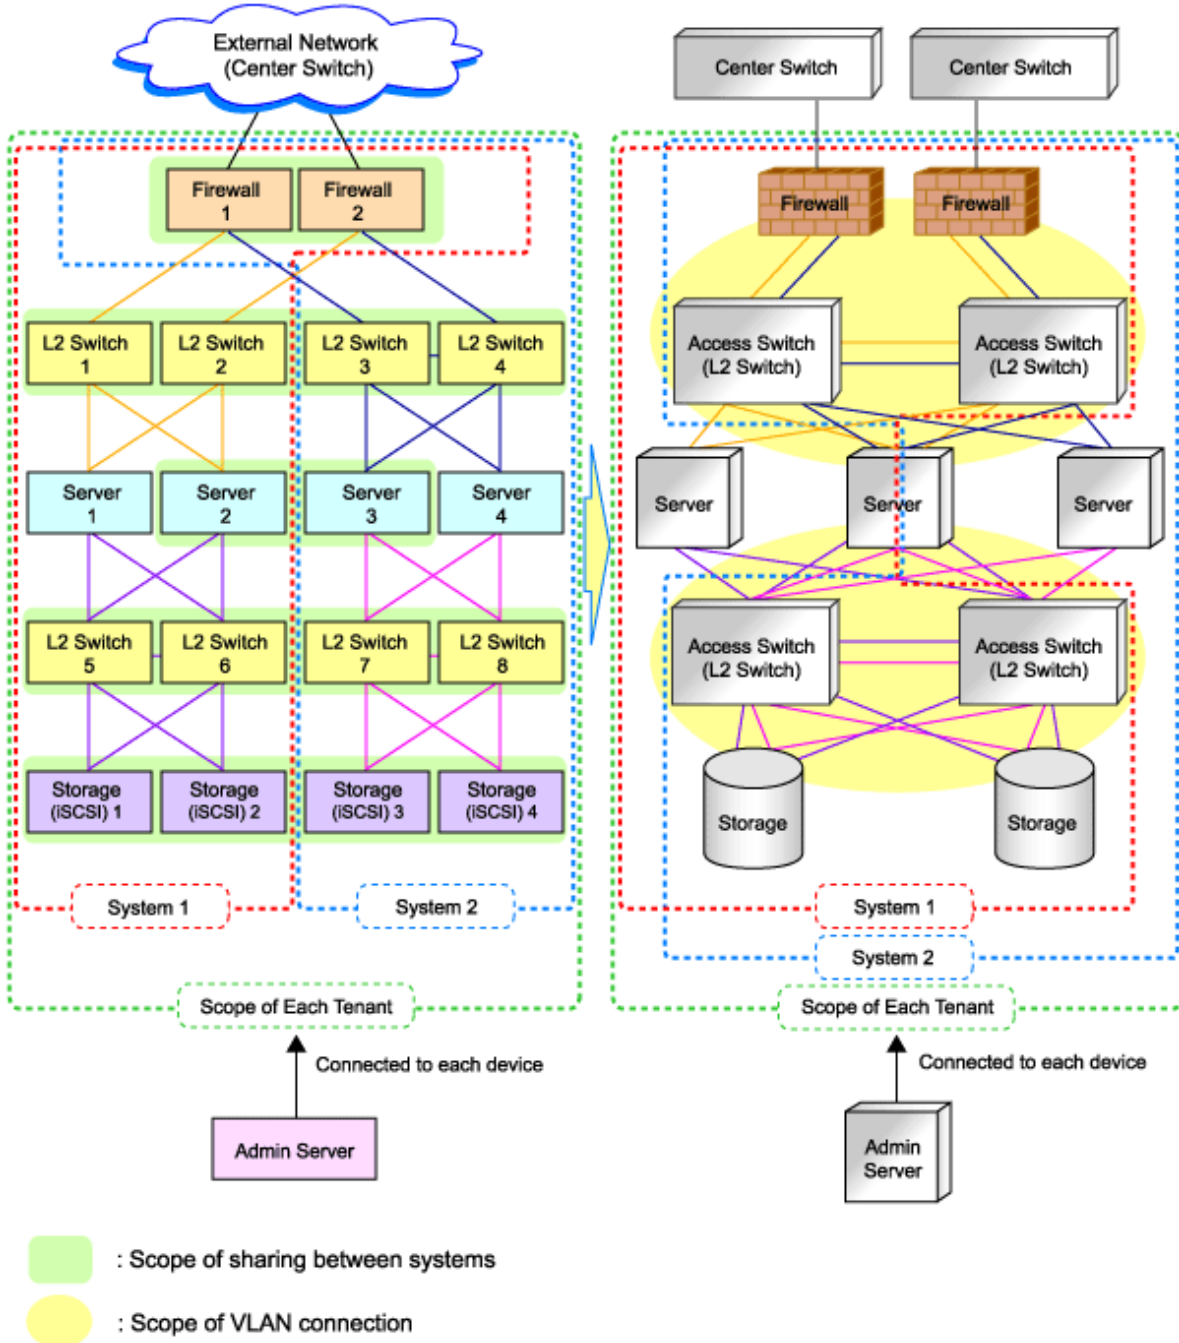 External Network
(Center Switch)
Firewall
1
Firewall
2
L2 Switch
1
L2 Switch
2
L2 Switch
3
L2 Switch
4
Server
1
Server
2
Server
3
Server
4
L2 Switch
5
L2 Switch
6
L2 Switch
7
L2 Switch
8
Storage
(iSCSI) 1
Storage
(iSCSI) 2
Storage
(iSCSI) 3
Storage
(iSCSI) 4
System 1
System 2
Scope of Each Tenant
Connected to each device
Admin Server
Center Switch
Center Switch
Firewall
Firewall
Access Switch
(L2 Switch)
Access Switch
(L2 Switch)
Server
Server
Server
Access Switch
(L2 Switch)
Access Switch
(L2 Switch)
Storage
Storage
System 1
System 2
Scope of Each Tenant
Connected to each device
Admin
Server
: Scope of sharing between systems
: Scope of VLAN connection